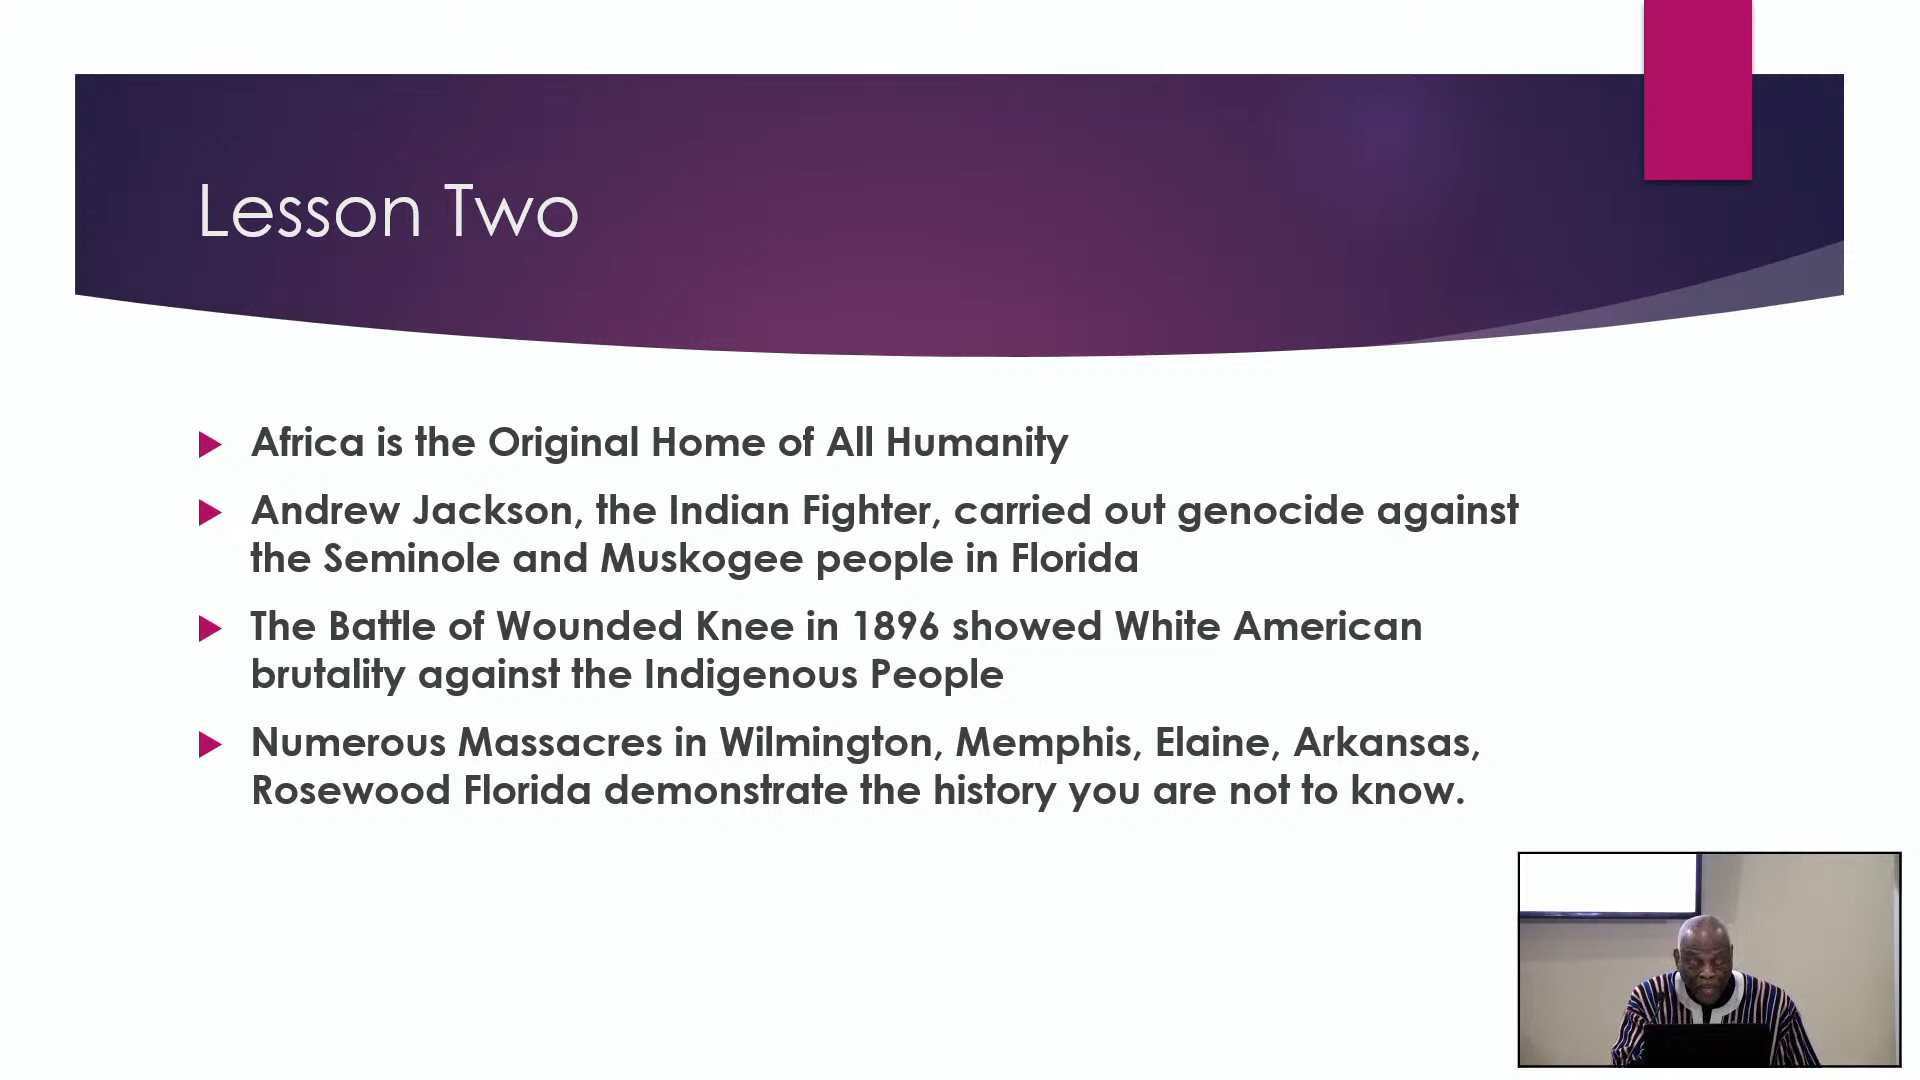 Lesson Two
Africa is the Original Home of All Humanity
Andrew Jackson, the Indian Fighter, carried out genocide against
the Seminole and Muskogee people in Florida
The Battle of Wounded Knee in 1896 showed White American
brutality against the Indigenous People
Numerous Massacres in Wilmington, Memphis, Elaine, Arkansas,
Rosewood Florida demonstrate the history you are not to know.